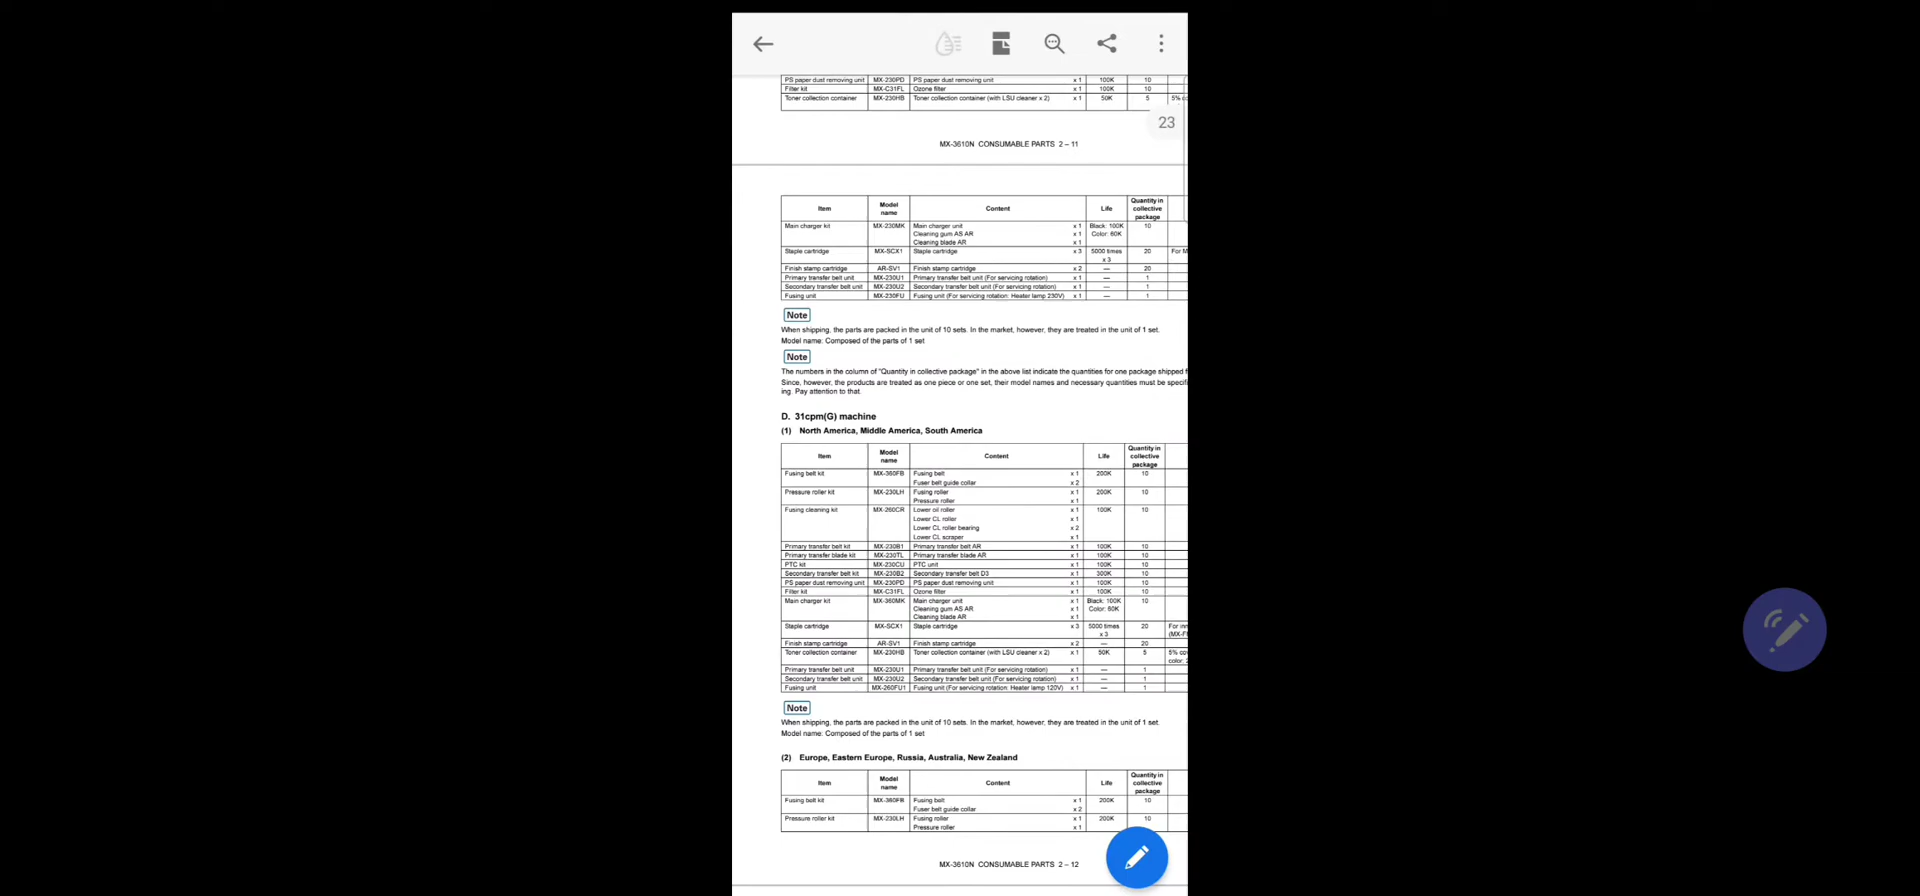 PS paper dust removing unit MX-230PD PS paper dust removing unit x 1 100K 10
Filter kit MX-C31FL Ozone filter x 1 100K 10
Toner collection container MX-230HB Toner collection container (with LSU cleaner x 2) x 1 50K 5 5%
23
MX-3610N CONSUMABLE PARTS 2 – 11
Item Model name Content Life Quantity in collective package
Main charger kit MX-230MK Main charger unit x 1 Black: 100K 10
Cleaning gum AS AR x 1 Color: 60K
Cleaning blade AR x 1
Staple cartridge MX-SCX1 Staple cartridge x 3 5000 times 20 For
x 3
Finish stamp cartridge AR-SV1 Finish stamp cartridge x 2 — 20
Primary transfer belt unit MX-230U1 Primary transfer belt unit (For servicing rotation) x 1 — 1
Secondary transfer belt unit MX-230U2 Secondary transfer belt unit (For servicing rotation) x 1 — 1
Fusing unit MX-230FU Fusing unit (For servicing rotation: Heater lamp 230V) x 1 — 1
Note
When shipping, the parts are packed in the unit of 10 sets. In the market, however, they are treated in the unit of 1 set.
Model name: Composed of the parts of 1 set
Note
The numbers in the column of "Quantity in collective package" in the above list indicate the quantities for one package shipped f
Since, however, the products are treated as one piece or one set, their model names and necessary quantities must be specifi
ing. Pay attention to that.
D. 31cpm(G) machine
(1) North America, Middle America, South America
Item Model name Content Life Quantity in collective package
Fusing belt kit MX-360FB Fusing belt x 1 200K 10
Fuser belt guide collar x 2
Pressure roller kit MX-230LH Fusing roller x 1 200K 10
Pressure roller x 1
Fusing cleaning kit MX-260CR Lower oil roller x 1 100K 10
Lower CL roller x 1
Lower CL roller bearing x 2
Lower CL scraper x 1
Primary transfer belt kit MX-230B1 Primary transfer belt AR x 1 100K 10
Primary transfer blade kit MX-230TL Primary transfer blade AR x 1 100K 10
PTC kit MX-230CU PTC unit x 1 100K 10
Secondary transfer belt kit MX-230B2 Secondary transfer belt D3 x 1 300K 10
PS paper dust removing unit MX-230PD PS paper dust removing unit x 1 100K 10
Filter kit MX-C31FL Ozone filter x 1 100K 10
Main charger kit MX-360MK Main charger unit x 1 Black: 100K 10
Cleaning gum AS AR x 1 Color: 60K
Cleaning blade AR x 1
Staple cartridge MX-SCX1 Staple cartridge x 3 5000 times 20 For inn
x 3 (MX-F
Finish stamp cartridge AR-SV1 Finish stamp cartridge x 2 — 20
Toner collection container MX-230HB Toner collection container (with LSU cleaner x 2) x 1 50K 5 5% co
color:
Primary transfer belt unit MX-230U1 Primary transfer belt unit (For servicing rotation) x 1 — 1
Secondary transfer belt unit MX-230U2 Secondary transfer belt unit (For servicing rotation) x 1 — 1
Fusing unit MX-260FU1 Fusing unit (For servicing rotation: Heater lamp 120V) x 1 — 1
Note
When shipping, the parts are packed in the unit of 10 sets. In the market, however, they are treated in the unit of 1 set.
Model name: Composed of the parts of 1 set
(2) Europe, Eastern Europe, Russia, Australia, New Zealand
Item Model name Content Life Quantity in collective package
Fusing belt kit MX-360FB Fusing belt x 1 200K 10
Fuser belt guide collar x 2
Pressure roller kit MX-230LH Fusing roller x 1 200K 10
Pressure roller x 1
MX-3610N CONSUMABLE PARTS 2 – 12